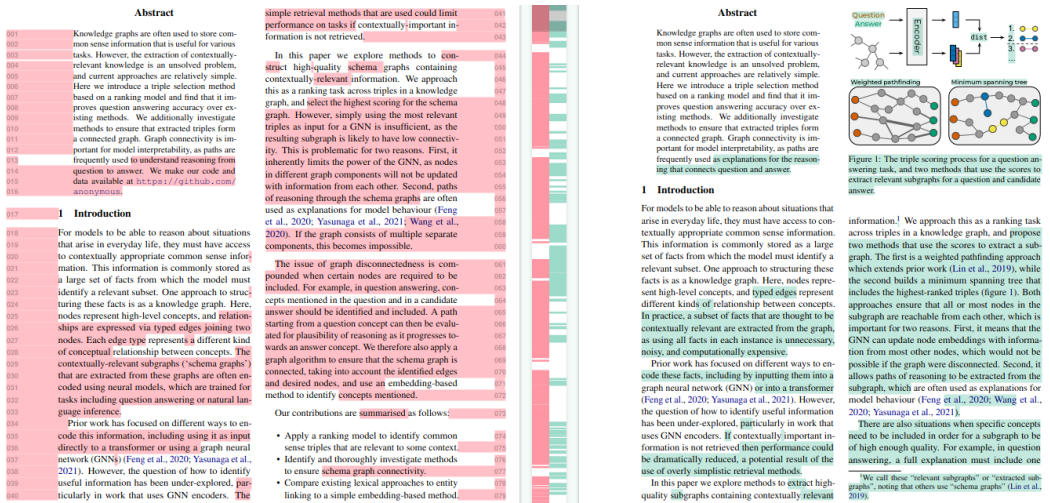 Abstract
001 Knowledge graphs are often used to store com-
002 mon sense information that is useful for various
003 tasks. However, the extraction of contextually-
004 relevant knowledge is an unsolved problem,
005 and current approaches are relatively simple.
006 Here we introduce a triple selection method
007 based on a ranking model and find that it im-
008 proves question answering accuracy over ex-
009 isting methods. We additionally investigate
010 methods to ensure that extracted triples form
011 a connected graph. Graph connectivity is im-
012 portant for model interpretability, as paths are
013 frequently used to understand reasoning from
014 question to answer. We make our code and
015 data available at https://github.com/
016 anonymous.
017 1 Introduction
018 For models to be able to reason about situations
019 that arise in everyday life, they must have access
020 to contextually appropriate common sense infor-
021 mation. This information is commonly stored as
022 a large set of facts from which the model must
023 identify a relevant subset. One approach to struc-
024 turing these facts is as a knowledge graph. Here,
025 nodes represent high-level concepts, and relation-
026 ships are expressed via typed edges joining two
027 nodes. Each edge type represents a different kind
028 of conceptual relationship between concepts. The
029 contextually-relevant subgraphs (‘schema graphs’)
030 that are extracted from these graphs are often en-
031 coded using neural models, which are trained for
032 tasks including question answering or natural lan-
033 guage inference.
034 Prior work has focused on different ways to en-
035 code this information, including using it as input
036 directly to a transformer or using a graph neural
037 network (GNNs) (Feng et al., 2020; Yasunaga et al.,
038 2021). However, the question of how to identify
039 useful information has been under-explored, par-
040 ticularly in work that uses GNN encoders. The
simple retrieval methods that are used could limit 041
performance on tasks if contextually-important in- 042
formation is not retrieved. 043
In this paper we explore methods to con- 044
struct high-quality schema graphs containing 045
contextually-relevant information. We approach 046
this as a ranking task across triples in a knowledge 047
graph, and select the highest scoring for the schema 048
graph. However, simply using the most relevant 049
triples as input for a GNN is insufficient, as the 050
resulting subgraph is likely to have low connectiv- 051
ity. This is problematic for two reasons. First, it 052
inherently limits the power of the GNN, as nodes 053
in different graph components will not be updated 054
with information from each other. Second, paths 055
of reasoning through the schema graphs are often 056
used as explanations for model behaviour (Feng 057
et al., 2020; Yasunaga et al., 2021; Wang et al., 058
2020). If the graph consists of multiple separate 059
components, this becomes impossible. 060
The issue of graph disconnectedness is com- 061
pounded when certain nodes are required to be 062
included. For example, in question answering, con- 063
cepts mentioned in the question and in a candidate 064
answer should be identified and included. A path 065
starting from a question concept can then be evalu- 066
ated for plausibility of reasoning as it progresses to- 067
wards an answer concept. We therefore also apply a 068
graph algorithm to ensure that the schema graph is 069
connected, taking into account the identified edges 070
and desired nodes, and use an embedding-based 071
method to identify concepts mentioned. 072
Our contributions are summarised as follows: 073
• Apply a ranking model to identify common 074
sense triples that are relevant to some context. 075
• Identify and thoroughly investigate methods 076
to ensure schema graph connectivity. 077
• Compare existing lexical approaches to entity 078
linking to a simple embedding-based method. 079
Abstract
Knowledge graphs are often used to store com-
mon sense information that is useful for various
tasks. However, the extraction of contextually-
relevant knowledge is an unsolved problem,
and current approaches are relatively simple.
Here we introduce a triple selection method
based on a ranking model and find that it im-
proves question answering accuracy over ex-
isting methods. We additionally investigate
methods to ensure that extracted triples form
a connected graph. Graph connectivity is im-
portant for model interpretability, as paths are
frequently used as explanations for the reason-
ing that connects question and answer.
1 Introduction
For models to be able to reason about situations
that arise in everyday life, they must have access to con-
textually appropriate common sense information.
This information is commonly stored as a large
set of facts from which the model must identify a
relevant subset. One approach to structuring these
facts is as a knowledge graph. Here, nodes repre-
sent high-level concepts, and typed edges represent
different kinds of relationship between concepts.
In practice, a subset of facts that are thought to be
contextually relevant are extracted from the graph,
as using all facts in each instance is unnecessary,
noisy, and computationally expensive.
Prior work has focused on different ways to en-
code these facts, including by inputting them into a
graph neural network (GNN) or into a transformer
(Feng et al., 2020; Yasunaga et al., 2021). However,
the question of how to identify useful information
has been under-explored, particularly in work that
uses GNN encoders. If contextually important in-
formation is not retrieved then performance could
be dramatically reduced, a potential result of the
use of overly simplistic retrieval methods.
In this paper we explore methods to extract high-
quality subgraphs containing contextually relevant
Question
Answer
Encoder
dist
1.
2.
3.
...
Weighted pathfinding
Minimum spanning tree
Figure 1: The triple scoring process for a question an-
swering task, and two methods that use the scores to
extract relevant subgraphs for a question and candidate
answer.
information.¹ We approach this as a ranking task
across triples in a knowledge graph, and propose
two methods that use the scores to extract a sub-
graph. The first is a weighted pathfinding approach
which extends prior work (Lin et al., 2019), while
the second builds a minimum spanning tree that
includes the highest-ranked triples (figure 1). Both
approaches ensure that all or most nodes in the
subgraph are reachable from each other, which is
important for two reasons. First, it means that the
GNN can update node embeddings with informa-
tion from most other nodes, which would not be
possible if the graph were disconnected. Second, it
allows paths of reasoning to be extracted from the
subgraph, which are often used as explanations for
model behaviour (Feng et al., 2020; Wang et al.,
2020; Yasunaga et al., 2021).
There are also situations when specific concepts
need to be included in order for a subgraph to be
of high enough quality. For example, in question
answering, a full explanation must include one
¹We call these “relevant subgraphs” or “extracted sub-
graphs”, noting that others use “schema graphs” (Lin et al.,
2019).